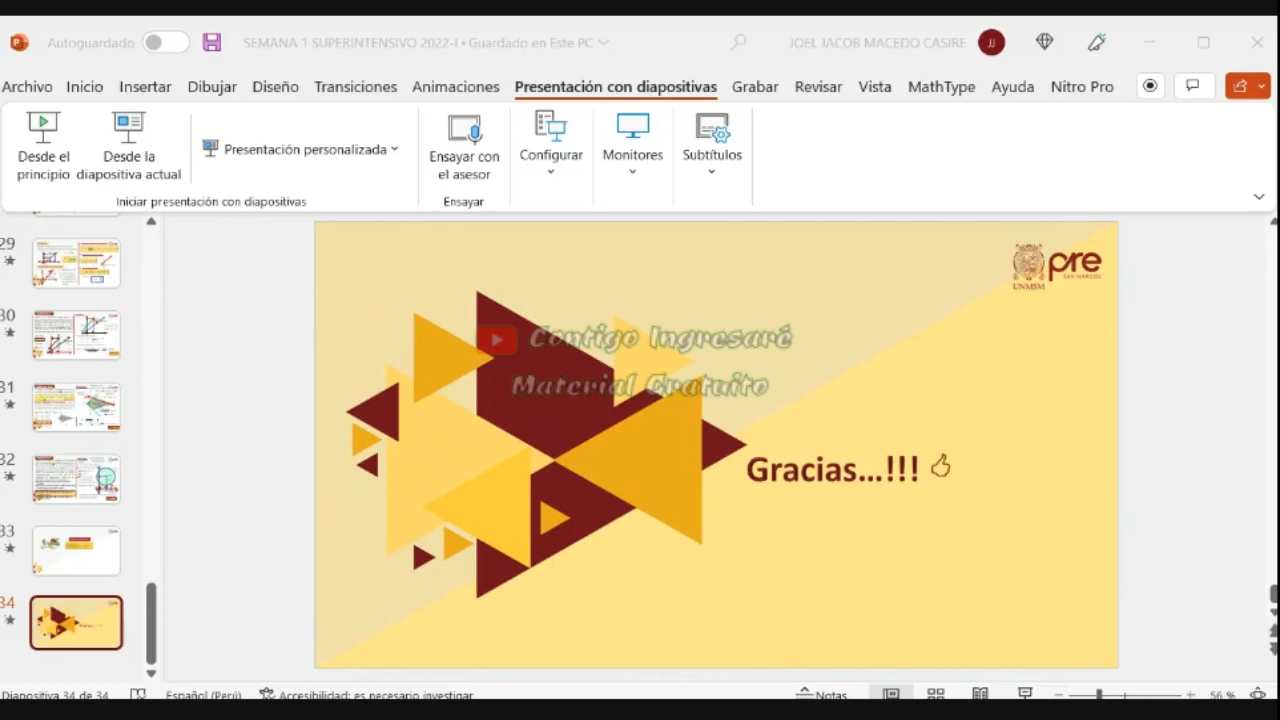 Autoguardado
SEMANA 1 SUPERINTENSIVO 2022-I • Guardado en Este PC
JOEL JACOB MACEDO CASIRE
JJ
Archivo Inicio Insertar Dibujar Diseño Transiciones Animaciones Presentación con diapositivas Grabar Revisar Vista MathType Ayuda Nitro Pro
Desde el principio
Desde la diapositiva actual
Presentación personalizada
Ensayar con el asesor
Configurar
Monitores
Subtítulos
Iniciar presentación con diapositivas
Ensayar
29
30
31
32
33
34
pre
SAN MARCOS
UNMSM
Contigo Ingresaré
Material Gratuito
Gracias...!!!
Diapositiva 34 de 34
Español (Perú)
Accesibilidad: es necesario investigar
Notas
56 %